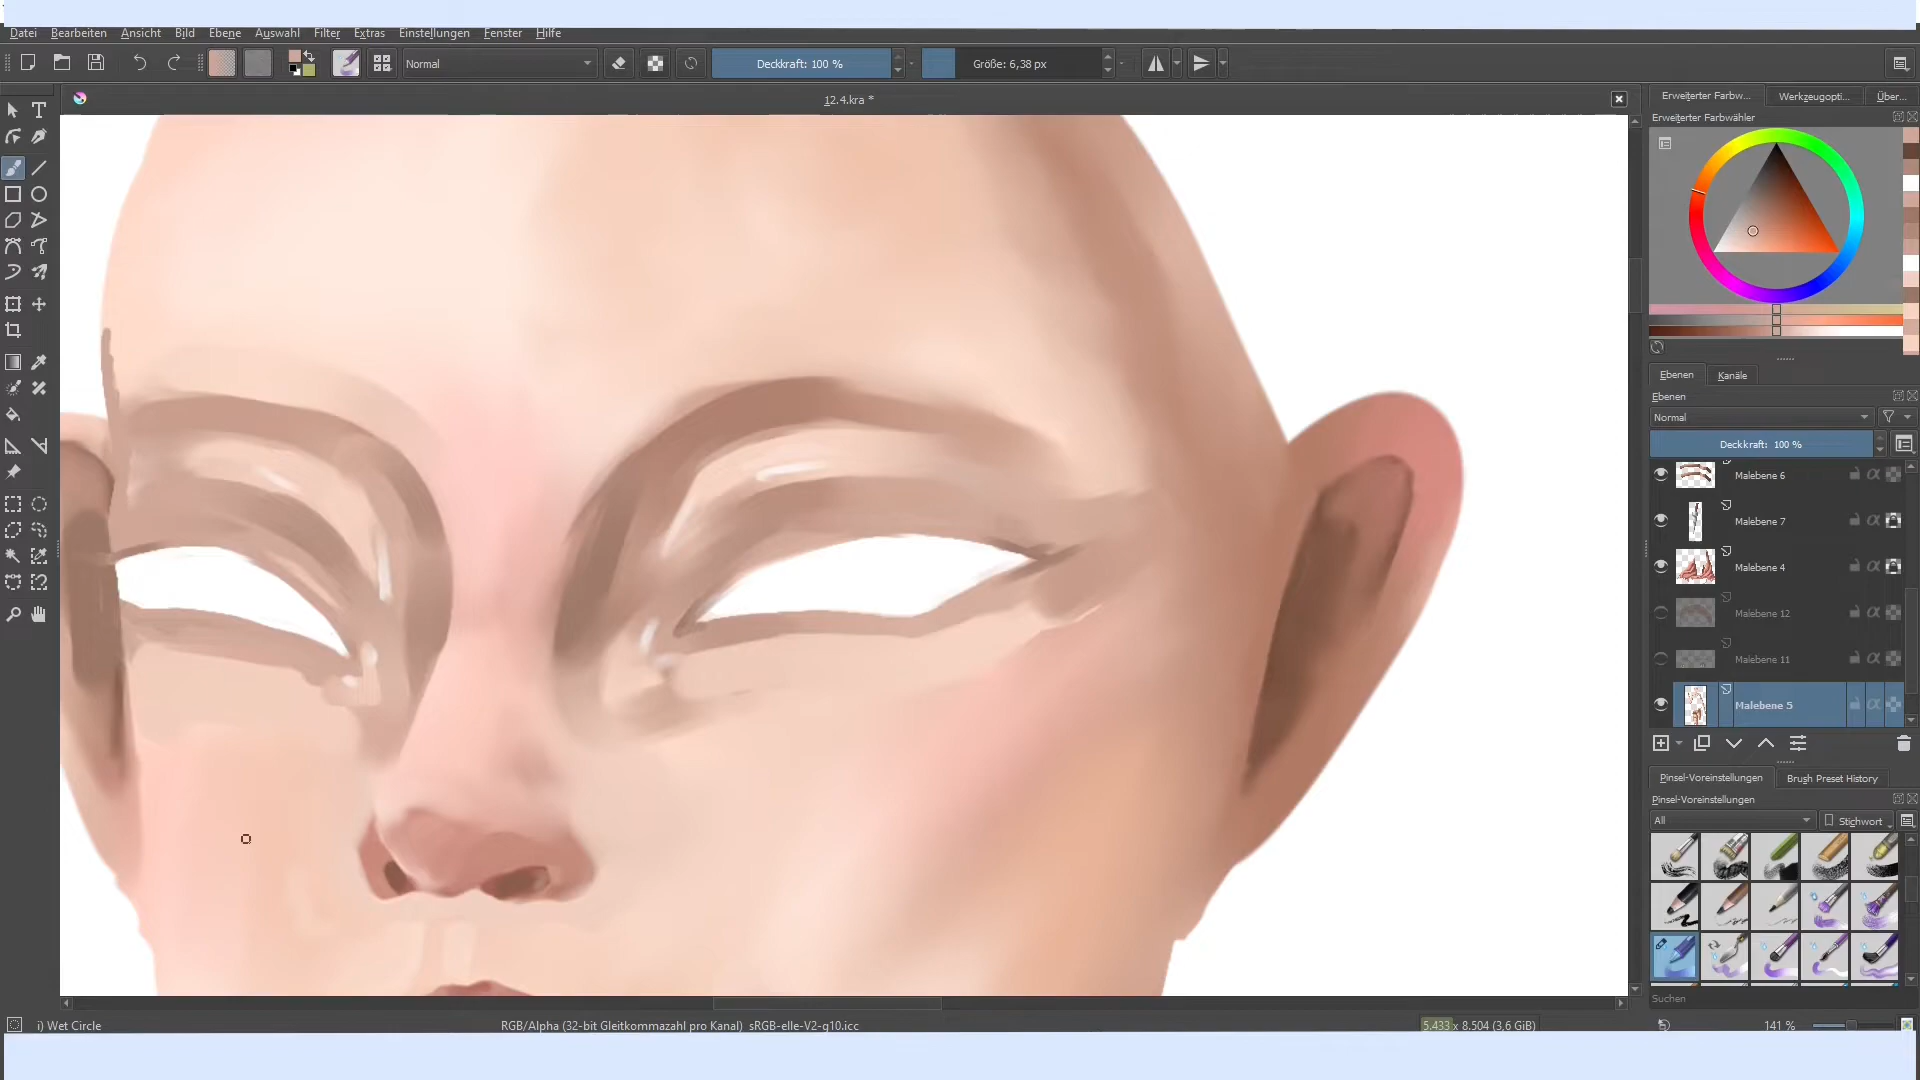 Datei Bearbeiten Ansicht Bild Ebene Auswahl Filter Extras Einstellungen Fenster Hilfe
Normal Deckkraft: 100 % Größe: 6,38 px
12.4.kra *
Erweiterter Farbw... Werkzeugopti... Über...
Erweiterter Farbwähler
Ebenen Kanäle
Ebenen
Normal
Deckkraft: 100 %
Malebene 6
Malebene 7
Malebene 4
Malebene 12
Malebene 11
Malebene 5
Pinsel-Voreinstellungen Brush Preset History
Pinsel-Voreinstellungen
All Stichwort
Suchen
i) Wet Circle RGB/Alpha (32-bit Gleitkommazahl pro Kanal) sRGB-elle-V2-g10.icc 5.433 x 8.504 (3,6 GiB) 141 %